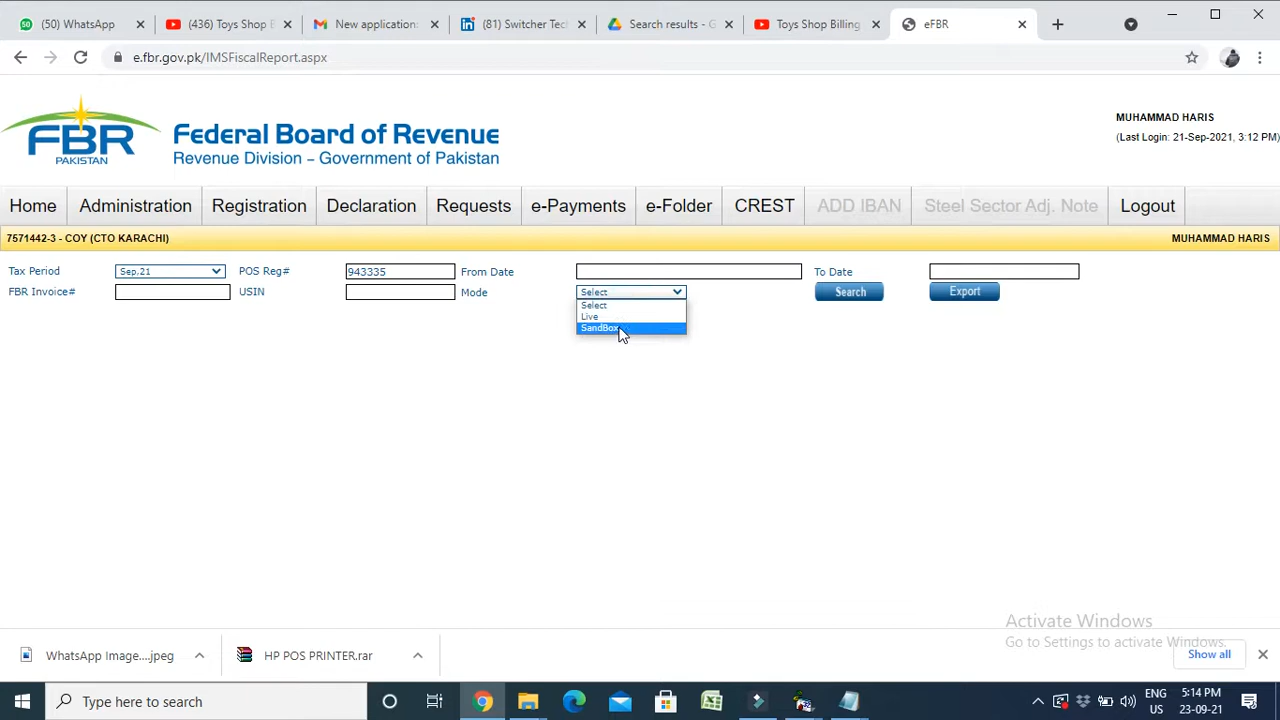 (50) WhatsApp
(436) Toys Shop B
New application:
(81) Switcher Tech
Search results - G
Toys Shop Billing
eFBR
e.fbr.gov.pk/IMSFiscalReport.aspx
FBR
PAKISTAN
Federal Board of Revenue
Revenue Division – Government of Pakistan
MUHAMMAD HARIS
(Last Login: 21-Sep-2021, 3:12 PM)
Home
Administration
Registration
Declaration
Requests
e-Payments
e-Folder
CREST
ADD IBAN
Steel Sector Adj. Note
Logout
7571442-3 - COY (CTO KARACHI)
MUHAMMAD HARIS
Tax Period
Sep,21
POS Reg#
943335
From Date
To Date
FBR Invoice#
USIN
Mode
Select
Search
Export
Select
Live
SandBox
Activate Windows
Go to Settings to activate Windows.
WhatsApp Image....jpeg
HP POS PRINTER.rar
Show all
Type here to search
ENG
US
5:14 PM
23-09-21